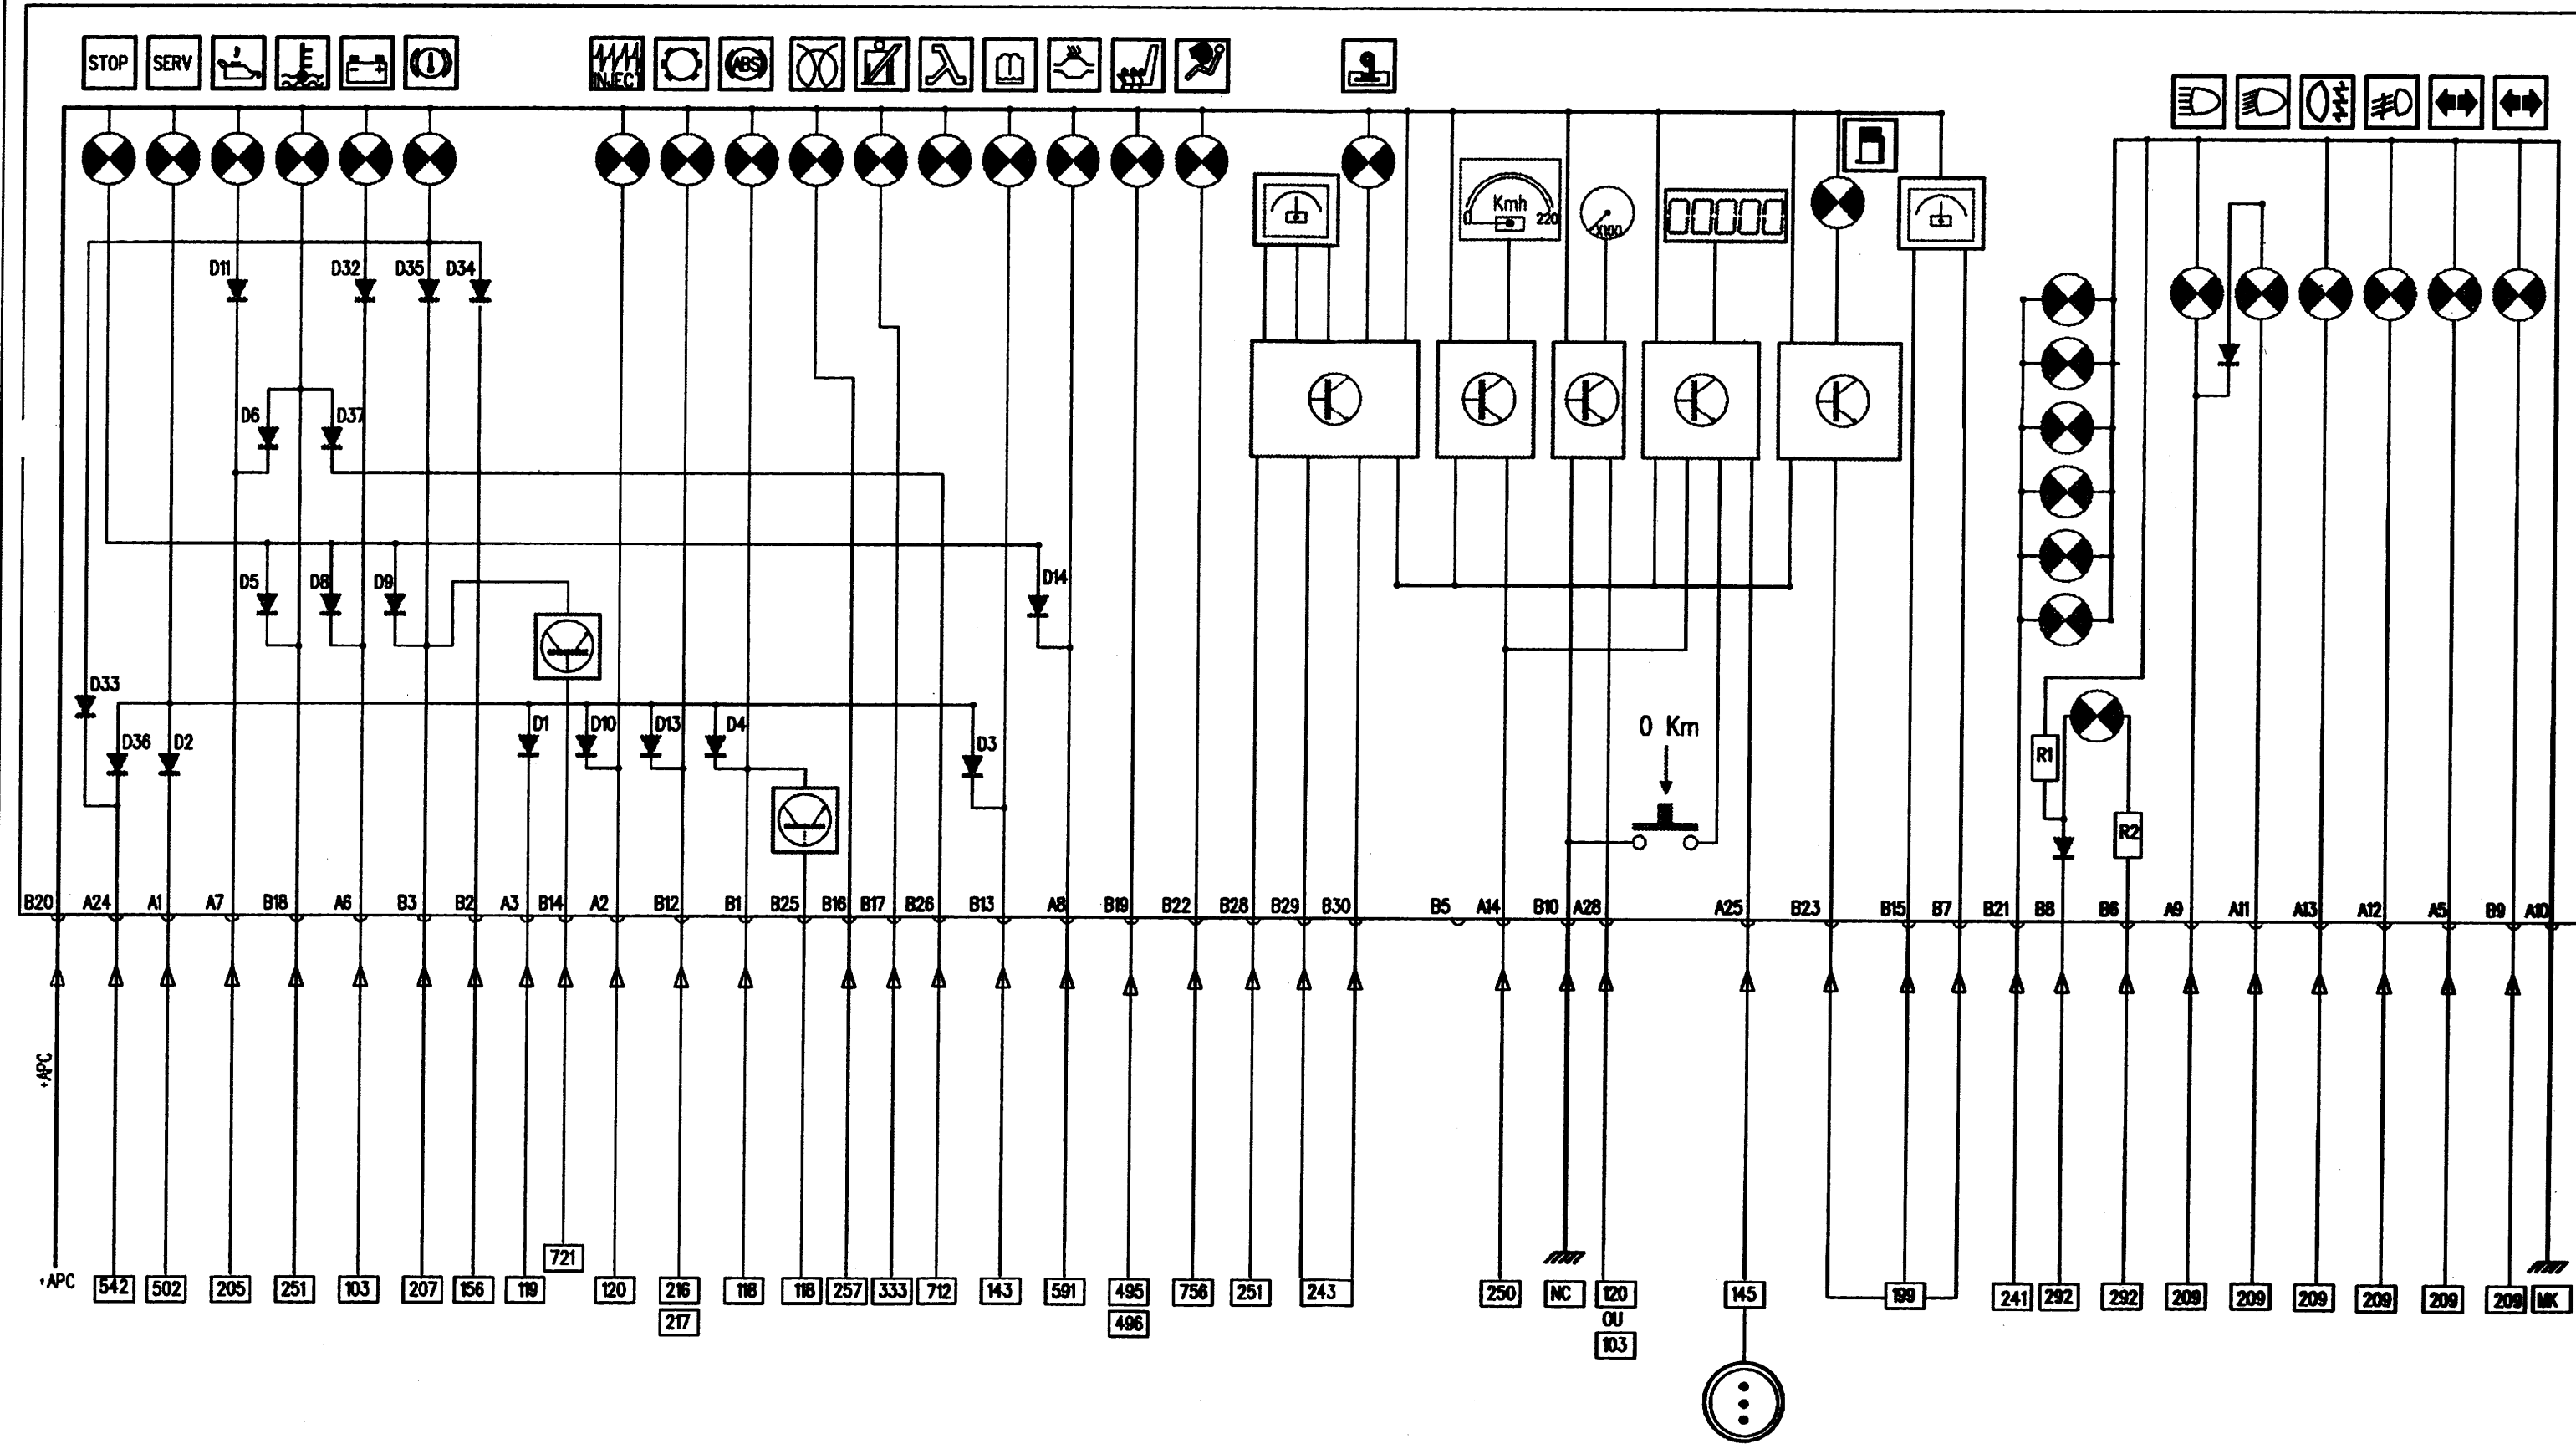 STOP SERV INJECT ABS
Kmh
0 220
X100
00000
D11 D32 D35 D34
D6 D37
D5 D8 D9 D14
D33
D36 D2 D1 D10 D13 D4 D3
0 Km
R1
R2
B20 A24 A1 A7 B18 A6 B3 B2 A3 B14 A2 B12 B1 B25 B16 B17 B26 B13 A8 B19 B22 B28 B29 B30 B5 A14 B10 A28 A25 B23 B15 B7 B21 B8 B6 A9 A11 A13 A12 A5 B9 A10
+APC
721
+APC 542 502 205 251 103 207 156 119 120 216 118 118 257 333 712 143 591 495 756 251 243 250 NC 120 145 199 241 292 292 209 209 209 209 209 209 MK
217 496 OU
103